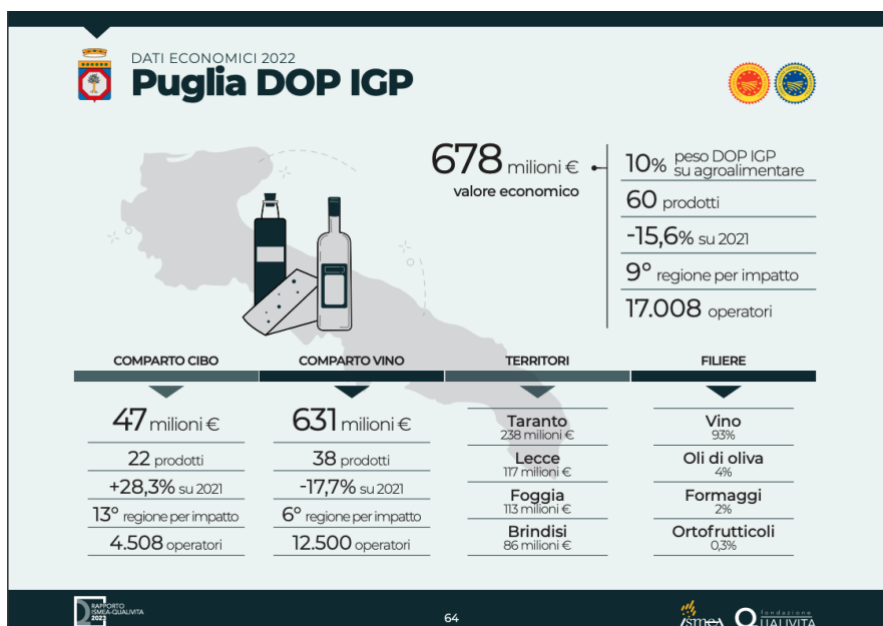 DATI ECONOMICI 2022
Puglia DOP IGP
678 milioni €
valore economico
10% peso DOP IGP
su agroalimentare
60 prodotti
-15,6% su 2021
9° regione per impatto
17.008 operatori
COMPARTO CIBO
47 milioni €
22 prodotti
+28,3% su 2021
13° regione per impatto
4.508 operatori
COMPARTO VINO
631 milioni €
38 prodotti
-17,7% su 2021
6° regione per impatto
12.500 operatori
TERRITORI
Taranto
238 milioni €
Lecce
117 milioni €
Foggia
113 milioni €
Brindisi
86 milioni €
FILIERE
Vino
93%
Oli di oliva
4%
Formaggi
2%
Ortofrutticoli
0,3%
RAPPORTO
ISMEA-QUALIVITA
2023
64
ismea
fondazione
QUALIVITA